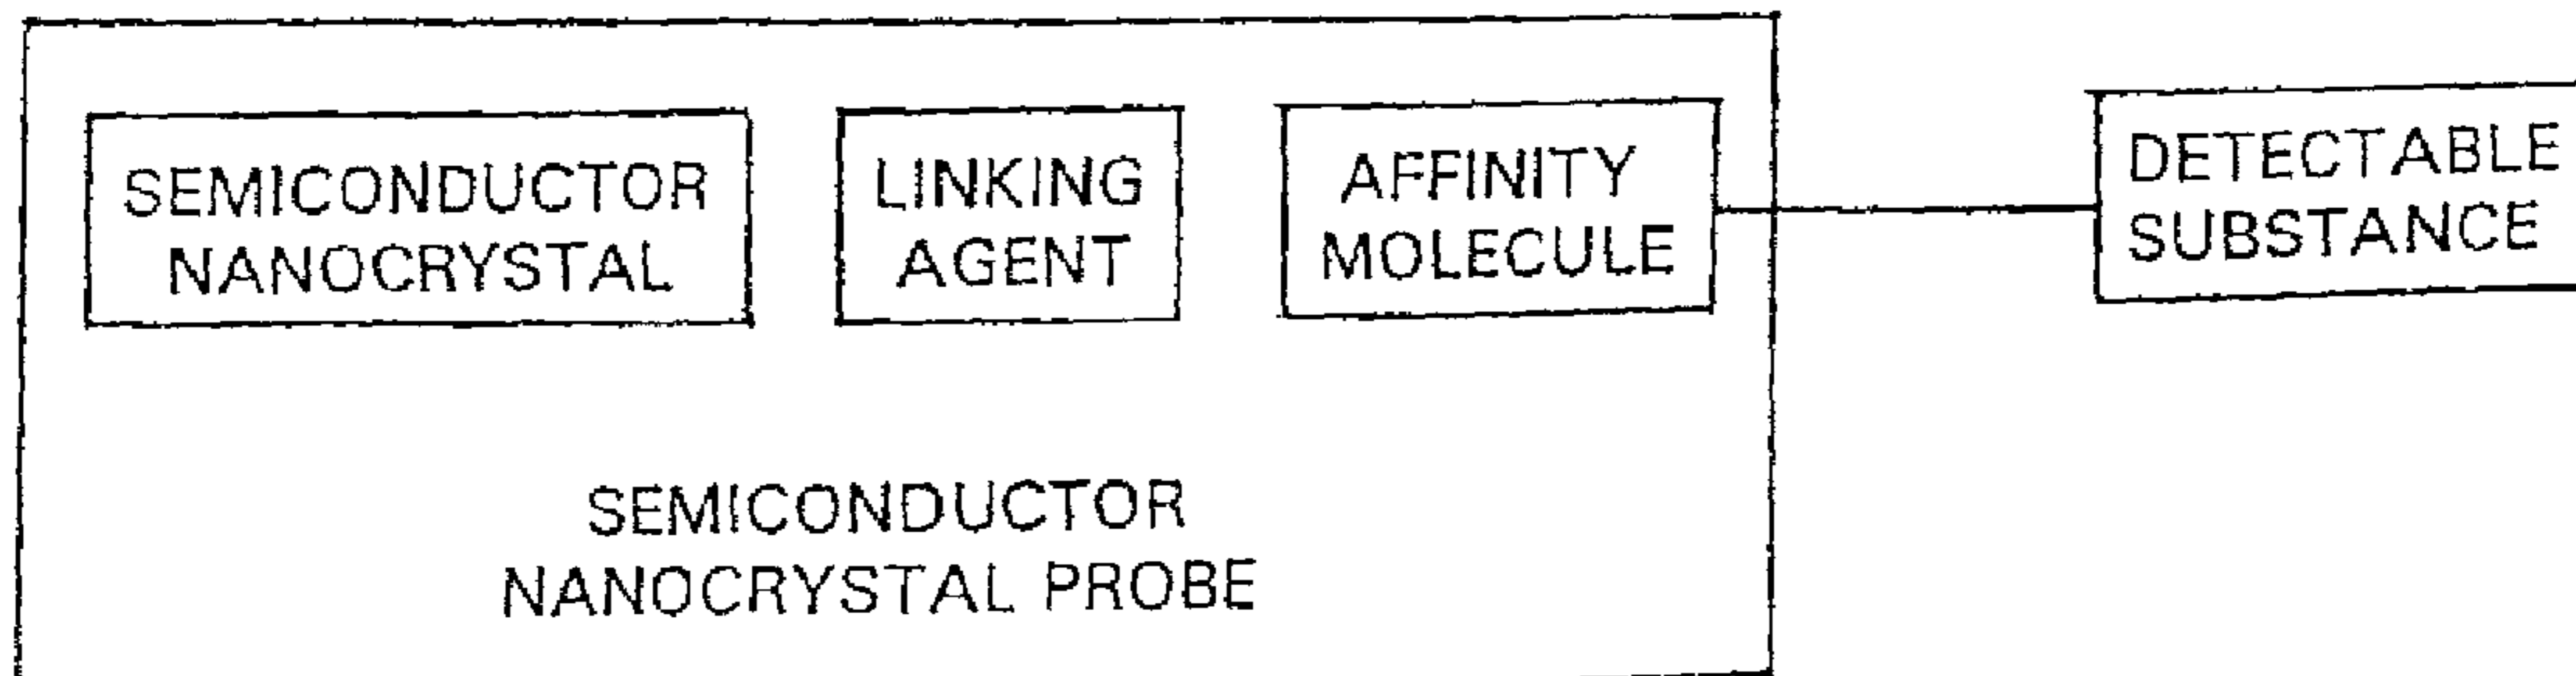 SEMICONDUCTOR
NANOCRYSTAL
LINKING
AGENT
AFFINITY
MOLECULE
DETECTABLE
SUBSTANCE
SEMICONDUCTOR
NANOCRYSTAL PROBE